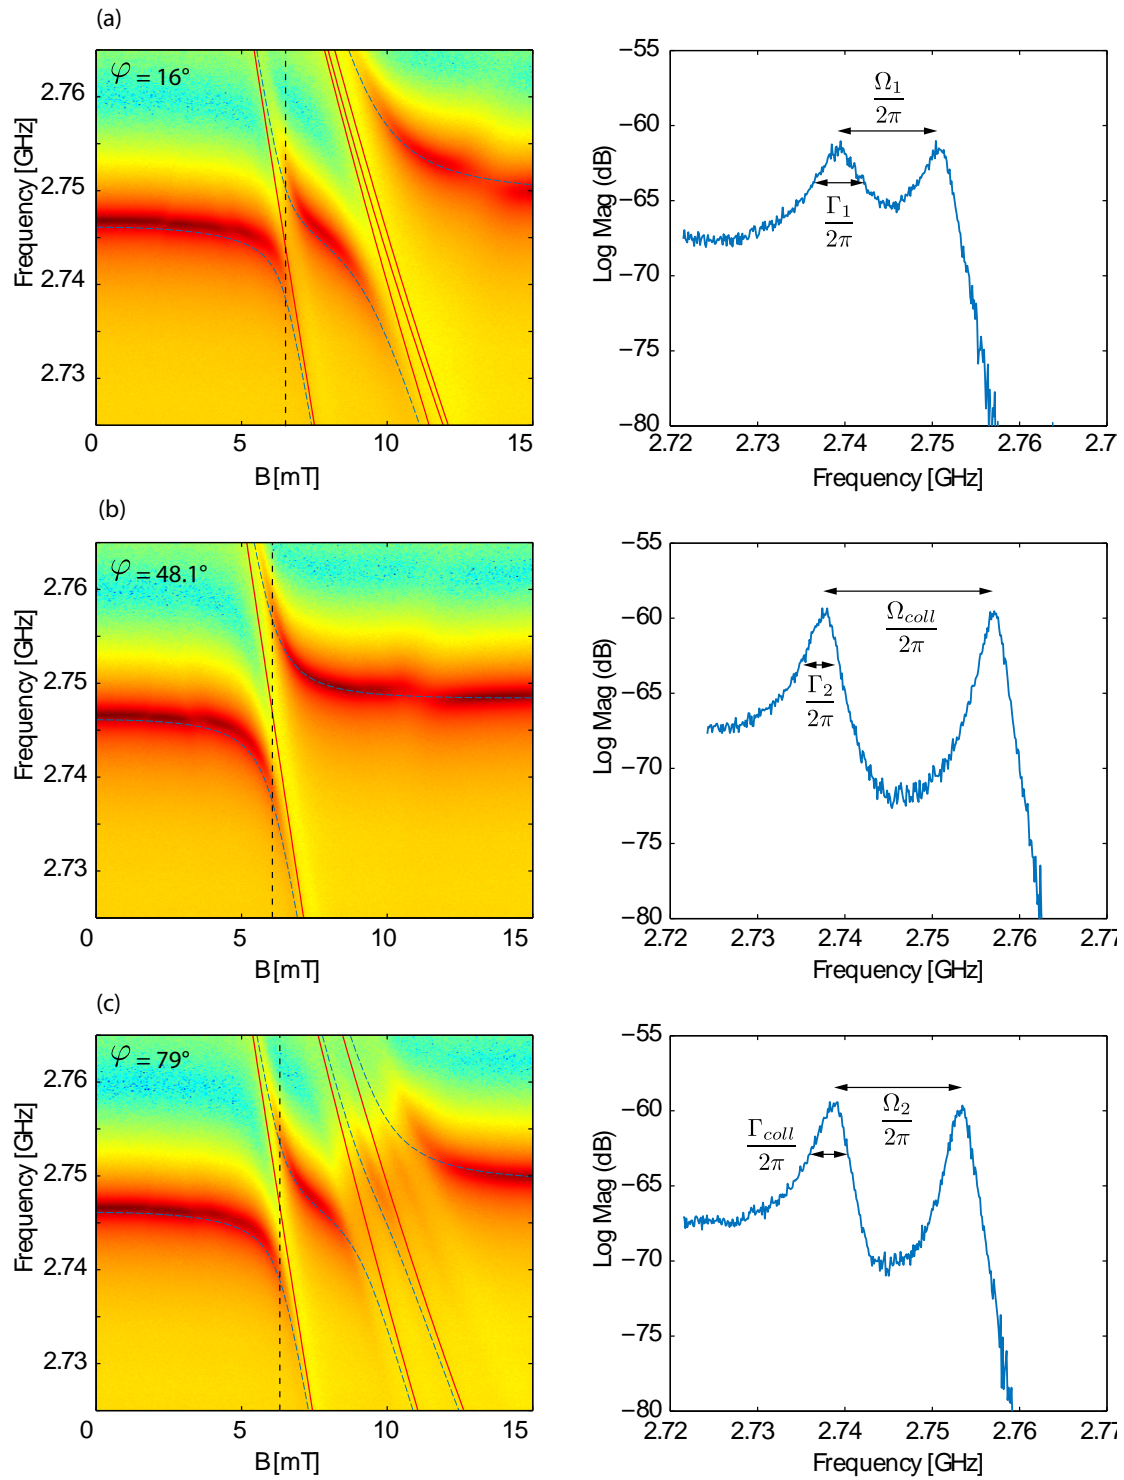 (a)
φ = 16°
Frequency [GHz]
2.76
2.75
2.74
2.73
0 5 10 15
B [mT]
Log Mag (dB)
−55
−60
−65
−70
−75
−80
Ω₁/2π
Γ₁/2π
2.72 2.73 2.74 2.75 2.76 2.7
Frequency [GHz]
(b)
φ = 48.1°
Frequency [GHz]
2.76
2.75
2.74
2.73
0 5 10 15
B [mT]
Log Mag (dB)
−55
−60
−65
−70
−75
−80
Ω_coll/2π
Γ₂/2π
2.72 2.73 2.74 2.75 2.76
Frequency [GHz]
(c)
φ = 79°
Frequency [GHz]
2.76
2.75
2.74
2.73
0 5 10 15
B [mT]
Log Mag (dB)
−55
−60
−65
−70
−75
−80
Ω₂/2π
Γ_coll/2π
2.72 2.73 2.74 2.75 2.76
Frequency [GHz]